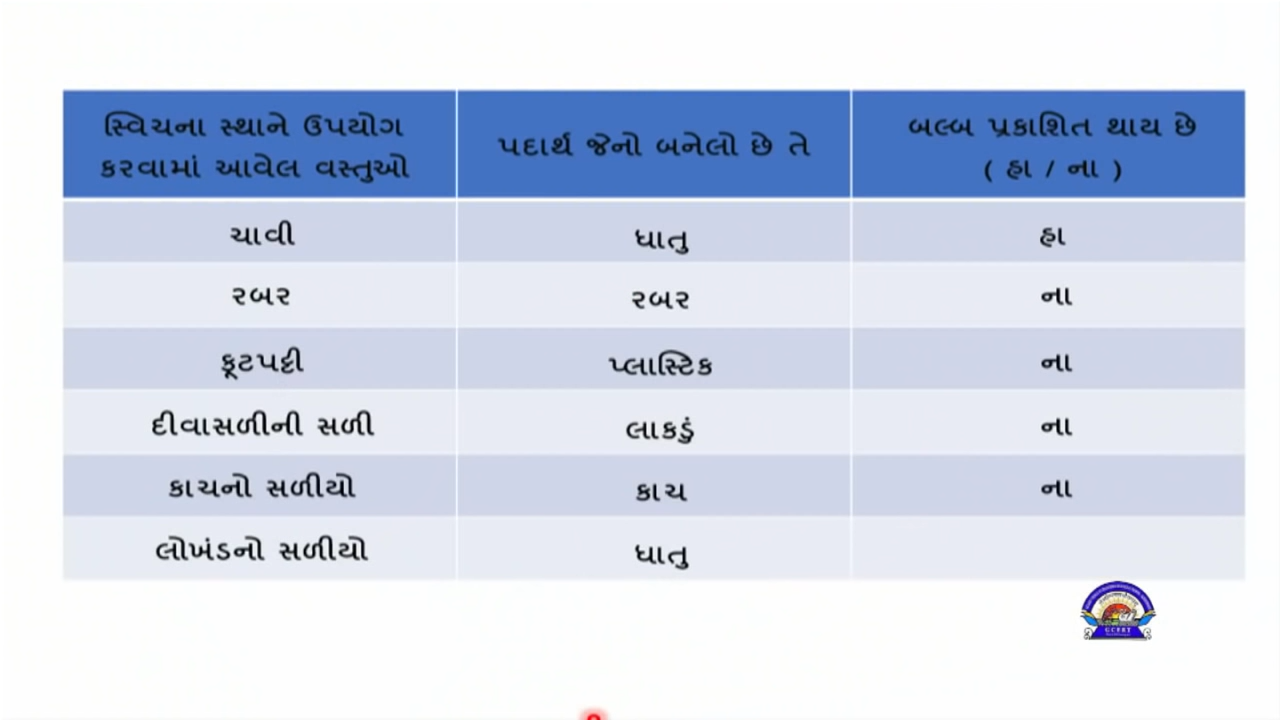 સ્વિચના સ્થાને ઉપયોગ
કરવામાં આવેલ વસ્તુઓ
પદાર્થ જેનો બનેલો છે તે
બલ્બ પ્રકાશિત થાય છે
( હા / ના )
ચાવી
ધાતુ
હા
રબર
રબર
ના
ફૂટપટ્ટી
પ્લાસ્ટિક
ના
દીવાસળીની સળી
લાકડું
ના
કાચનો સળીયો
કાચ
ના
લોખંડનો સળીયો
ધાતુ
GCERT